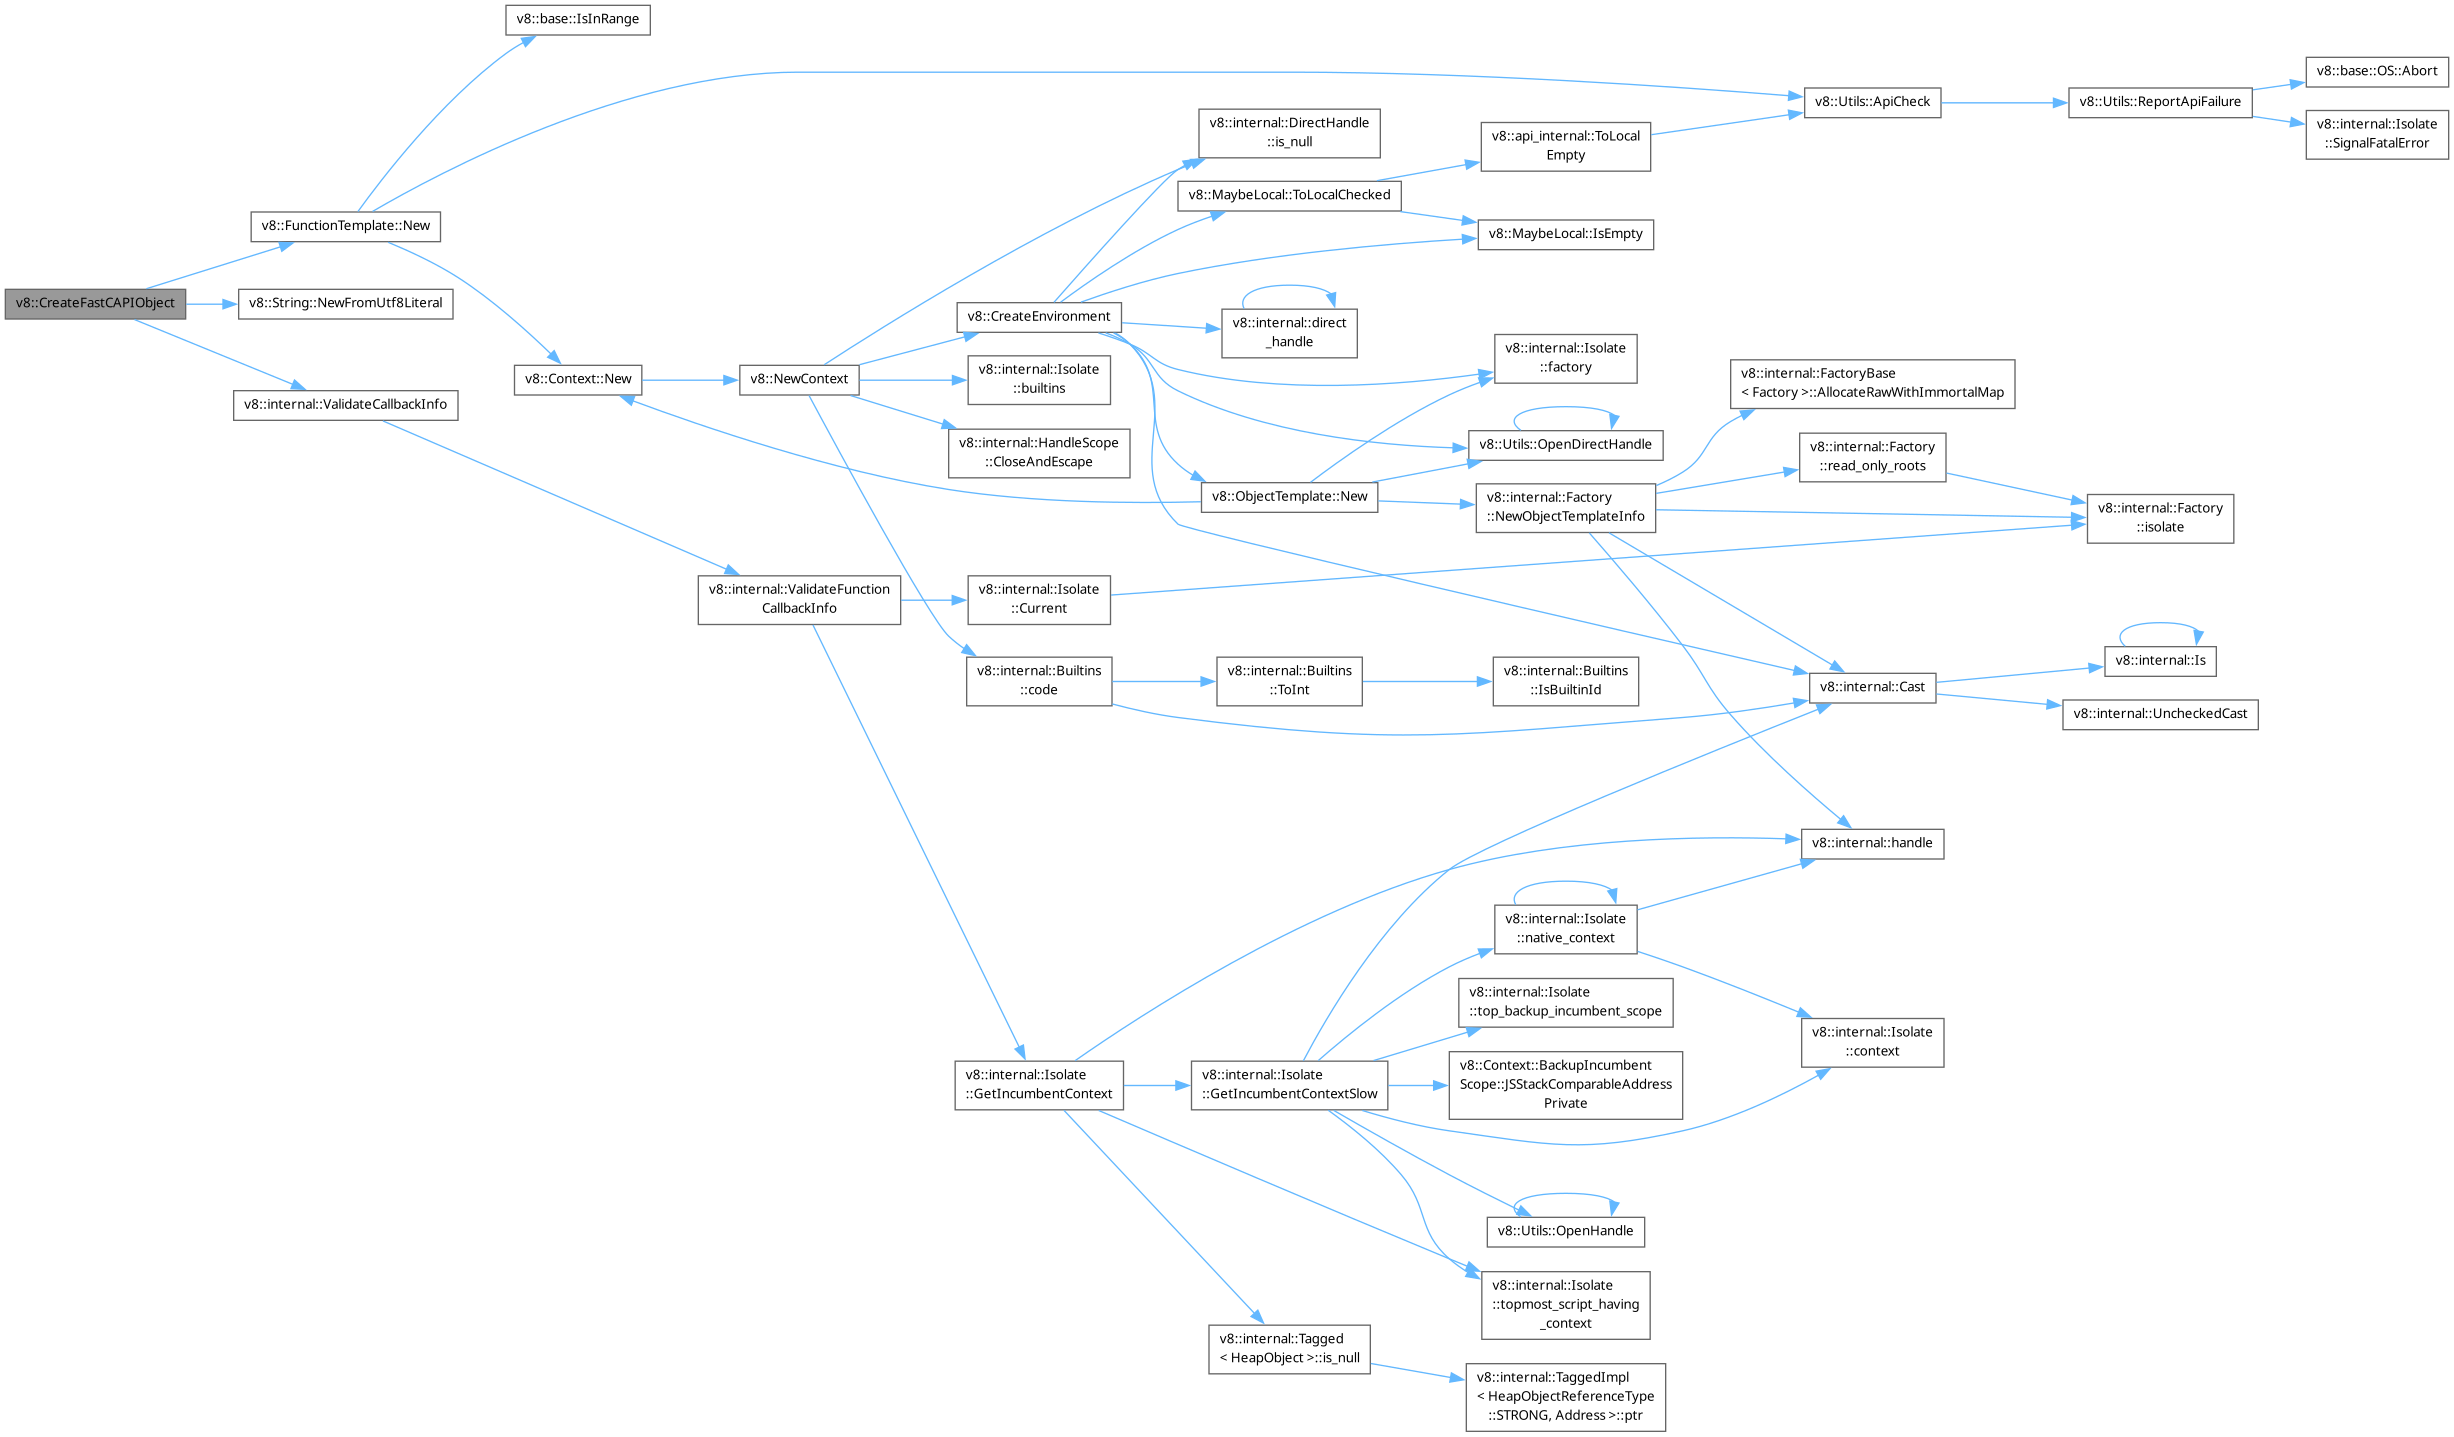 v8::base::IsInRange
v8::base::OS::Abort
v8::Utils::ApiCheck
v8::Utils::ReportApiFailure
v8::internal::Isolate
::SignalFatalError
v8::internal::DirectHandle
::is_null
v8::api_internal::ToLocal
Empty
v8::MaybeLocal::ToLocalChecked
v8::FunctionTemplate::New
v8::MaybeLocal::IsEmpty
v8::CreateFastCAPIObject
v8::String::NewFromUtf8Literal
v8::CreateEnvironment
v8::internal::direct
_handle
v8::internal::Isolate
::factory
v8::Context::New
v8::NewContext
v8::internal::Isolate
::builtins
v8::internal::FactoryBase
< Factory >::AllocateRawWithImmortalMap
v8::internal::ValidateCallbackInfo
v8::internal::HandleScope
::CloseAndEscape
v8::Utils::OpenDirectHandle
v8::internal::Factory
::read_only_roots
v8::ObjectTemplate::New
v8::internal::Factory
::NewObjectTemplateInfo
v8::internal::Factory
::isolate
v8::internal::ValidateFunction
CallbackInfo
v8::internal::Isolate
::Current
v8::internal::Builtins
::code
v8::internal::Builtins
::ToInt
v8::internal::Builtins
::IsBuiltinId
v8::internal::Cast
v8::internal::Is
v8::internal::UncheckedCast
v8::internal::handle
v8::internal::Isolate
::native_context
v8::internal::Isolate
::top_backup_incumbent_scope
v8::internal::Isolate
::context
v8::internal::Isolate
::GetIncumbentContext
v8::internal::Isolate
::GetIncumbentContextSlow
v8::Context::BackupIncumbent
Scope::JSStackComparableAddress
Private
v8::Utils::OpenHandle
v8::internal::Isolate
::topmost_script_having
_context
v8::internal::Tagged
< HeapObject >::is_null
v8::internal::TaggedImpl
< HeapObjectReferenceType
::STRONG, Address >::ptr